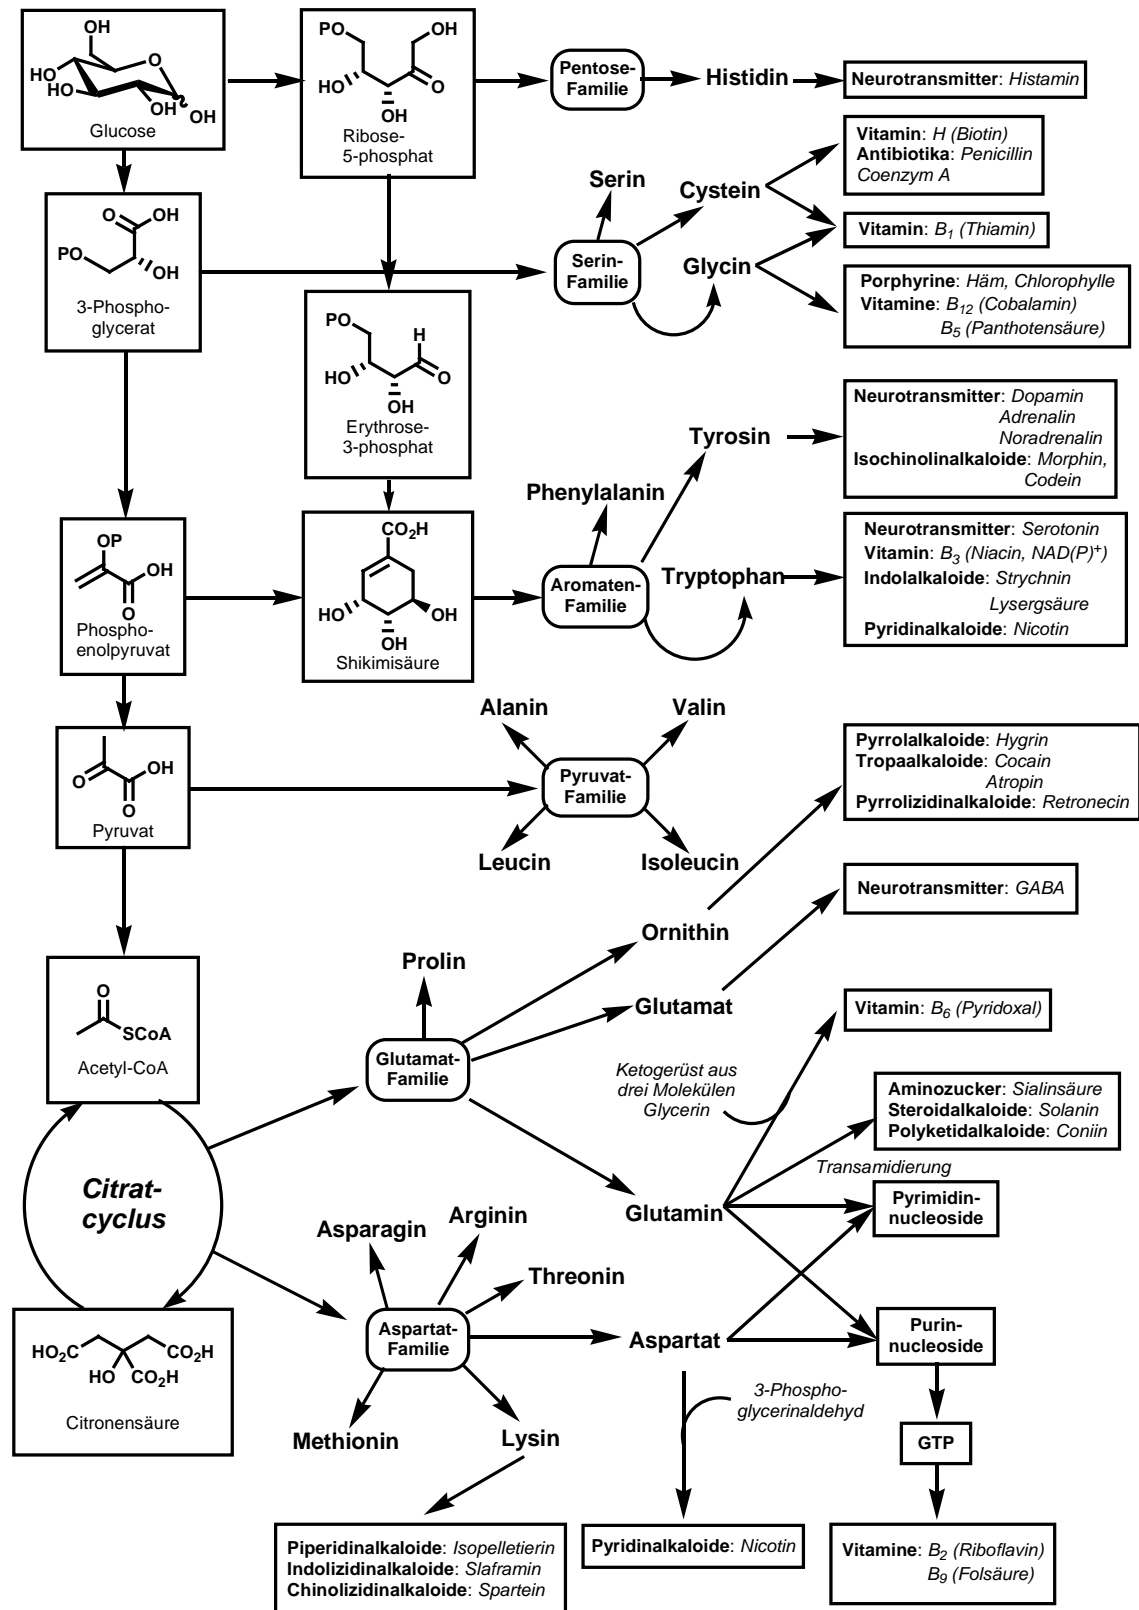 OH
HO
HO
HO
O
OH
OH
Glucose
PO
OH
HO
O
OH
Ribose-
5-phosphat
Pentose-
Familie
Histidin
Neurotransmitter: Histamin
O
OH
PO
OH
3-Phospho-
glycerat
Serin-
Familie
Serin
Cystein
Glycin
Vitamin: H (Biotin)
Antibiotika: Penicillin
Coenzym A
Vitamin: B1 (Thiamin)
Porphyrine: Häm, Chlorophylle
Vitamine: B12 (Cobalamin)
B5 (Panthotensäure)
PO
H
HO
O
OH
Erythrose-
3-phosphat
Tyrosin
Phenylalanin
Tryptophan
Aromaten-
Familie
Neurotransmitter: Dopamin
Adrenalin
Noradrenalin
Isochinolinalkaloide: Morphin,
Codein
OP
OH
O
Phospho-
enolpyruvat
CO2H
HO
OH
OH
Shikimisäure
Neurotransmitter: Serotonin
Vitamin: B3 (Niacin, NAD(P)+)
Indolalkaloide: Strychnin
Lysergsäure
Pyridinalkaloide: Nicotin
O
OH
O
Pyruvat
Alanin
Valin
Pyruvat-
Familie
Leucin
Isoleucin
Pyrrolalkaloide: Hygrin
Tropaalkaloide: Cocain
Atropin
Pyrrolizidinalkaloide: Retronecin
Neurotransmitter: GABA
O
SCoA
Acetyl-CoA
Prolin
Ornithin
Glutamat
Glutamat-
Familie
Ketogerüst aus
drei Molekülen
Glycerin
Vitamin: B6 (Pyridoxal)
Aminozucker: Sialinsäure
Steroidalkaloide: Solanin
Polyketidalkaloide: Coniin
Transamidierung
Glutamin
Pyrimidin-
nucleoside
Citrat-
cyclus
Asparagin
Arginin
Threonin
Aspartat-
Familie
Aspartat
Purin-
nucleoside
HO2C
CO2H
HO
CO2H
Citronensäure
Methionin
Lysin
3-Phospho-
glycerinaldehyd
GTP
Piperidinalkaloide: Isopelletierin
Indolizidinalkaloide: Slaframin
Chinolizidinalkaloide: Spartein
Pyridinalkaloide: Nicotin
Vitamine: B2 (Riboflavin)
B9 (Folsäure)